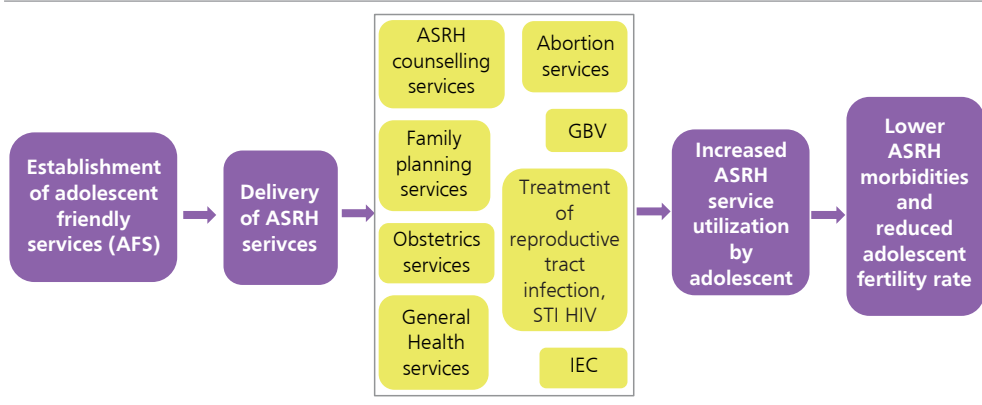 Establishment
of adolescent
friendly
services (AFS)
Delivery
of ASRH
serivces
ASRH
counselling
services
Family
planning
services
Obstetrics
services
General
Health
services
Abortion
services
GBV
Treatment
of
reproductive
tract
infection,
STI HIV
IEC
Increased
ASRH
service
utilization
by
adolescent
Lower
ASRH
morbidities
and
reduced
adolescent
fertility rate